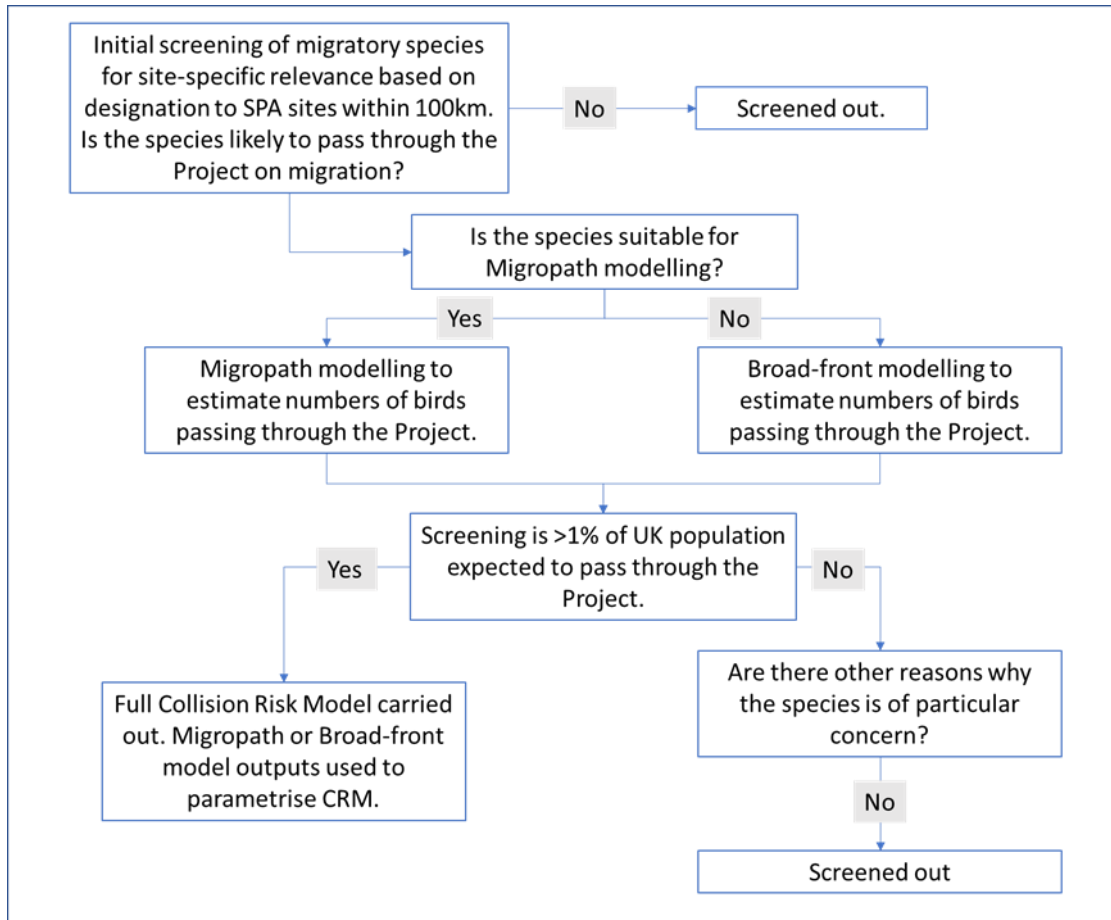 Initial screening of migratory species
for site-specific relevance based on
designation to SPA sites within 100km.
Is the species likely to pass through the
Project on migration?
No
Screened out.
Is the species suitable for
Migropath modelling?
Yes
No
Migropath modelling to
estimate numbers of birds
passing through the Project.
Broad-front modelling to
estimate numbers of birds
passing through the Project.
Screening is >1% of UK population
expected to pass through the
Project.
Yes
No
Full Collision Risk Model carried
out. Migropath or Broad-front
model outputs used to
parametrise CRM.
Are there other reasons why
the species is of particular
concern?
No
Screened out